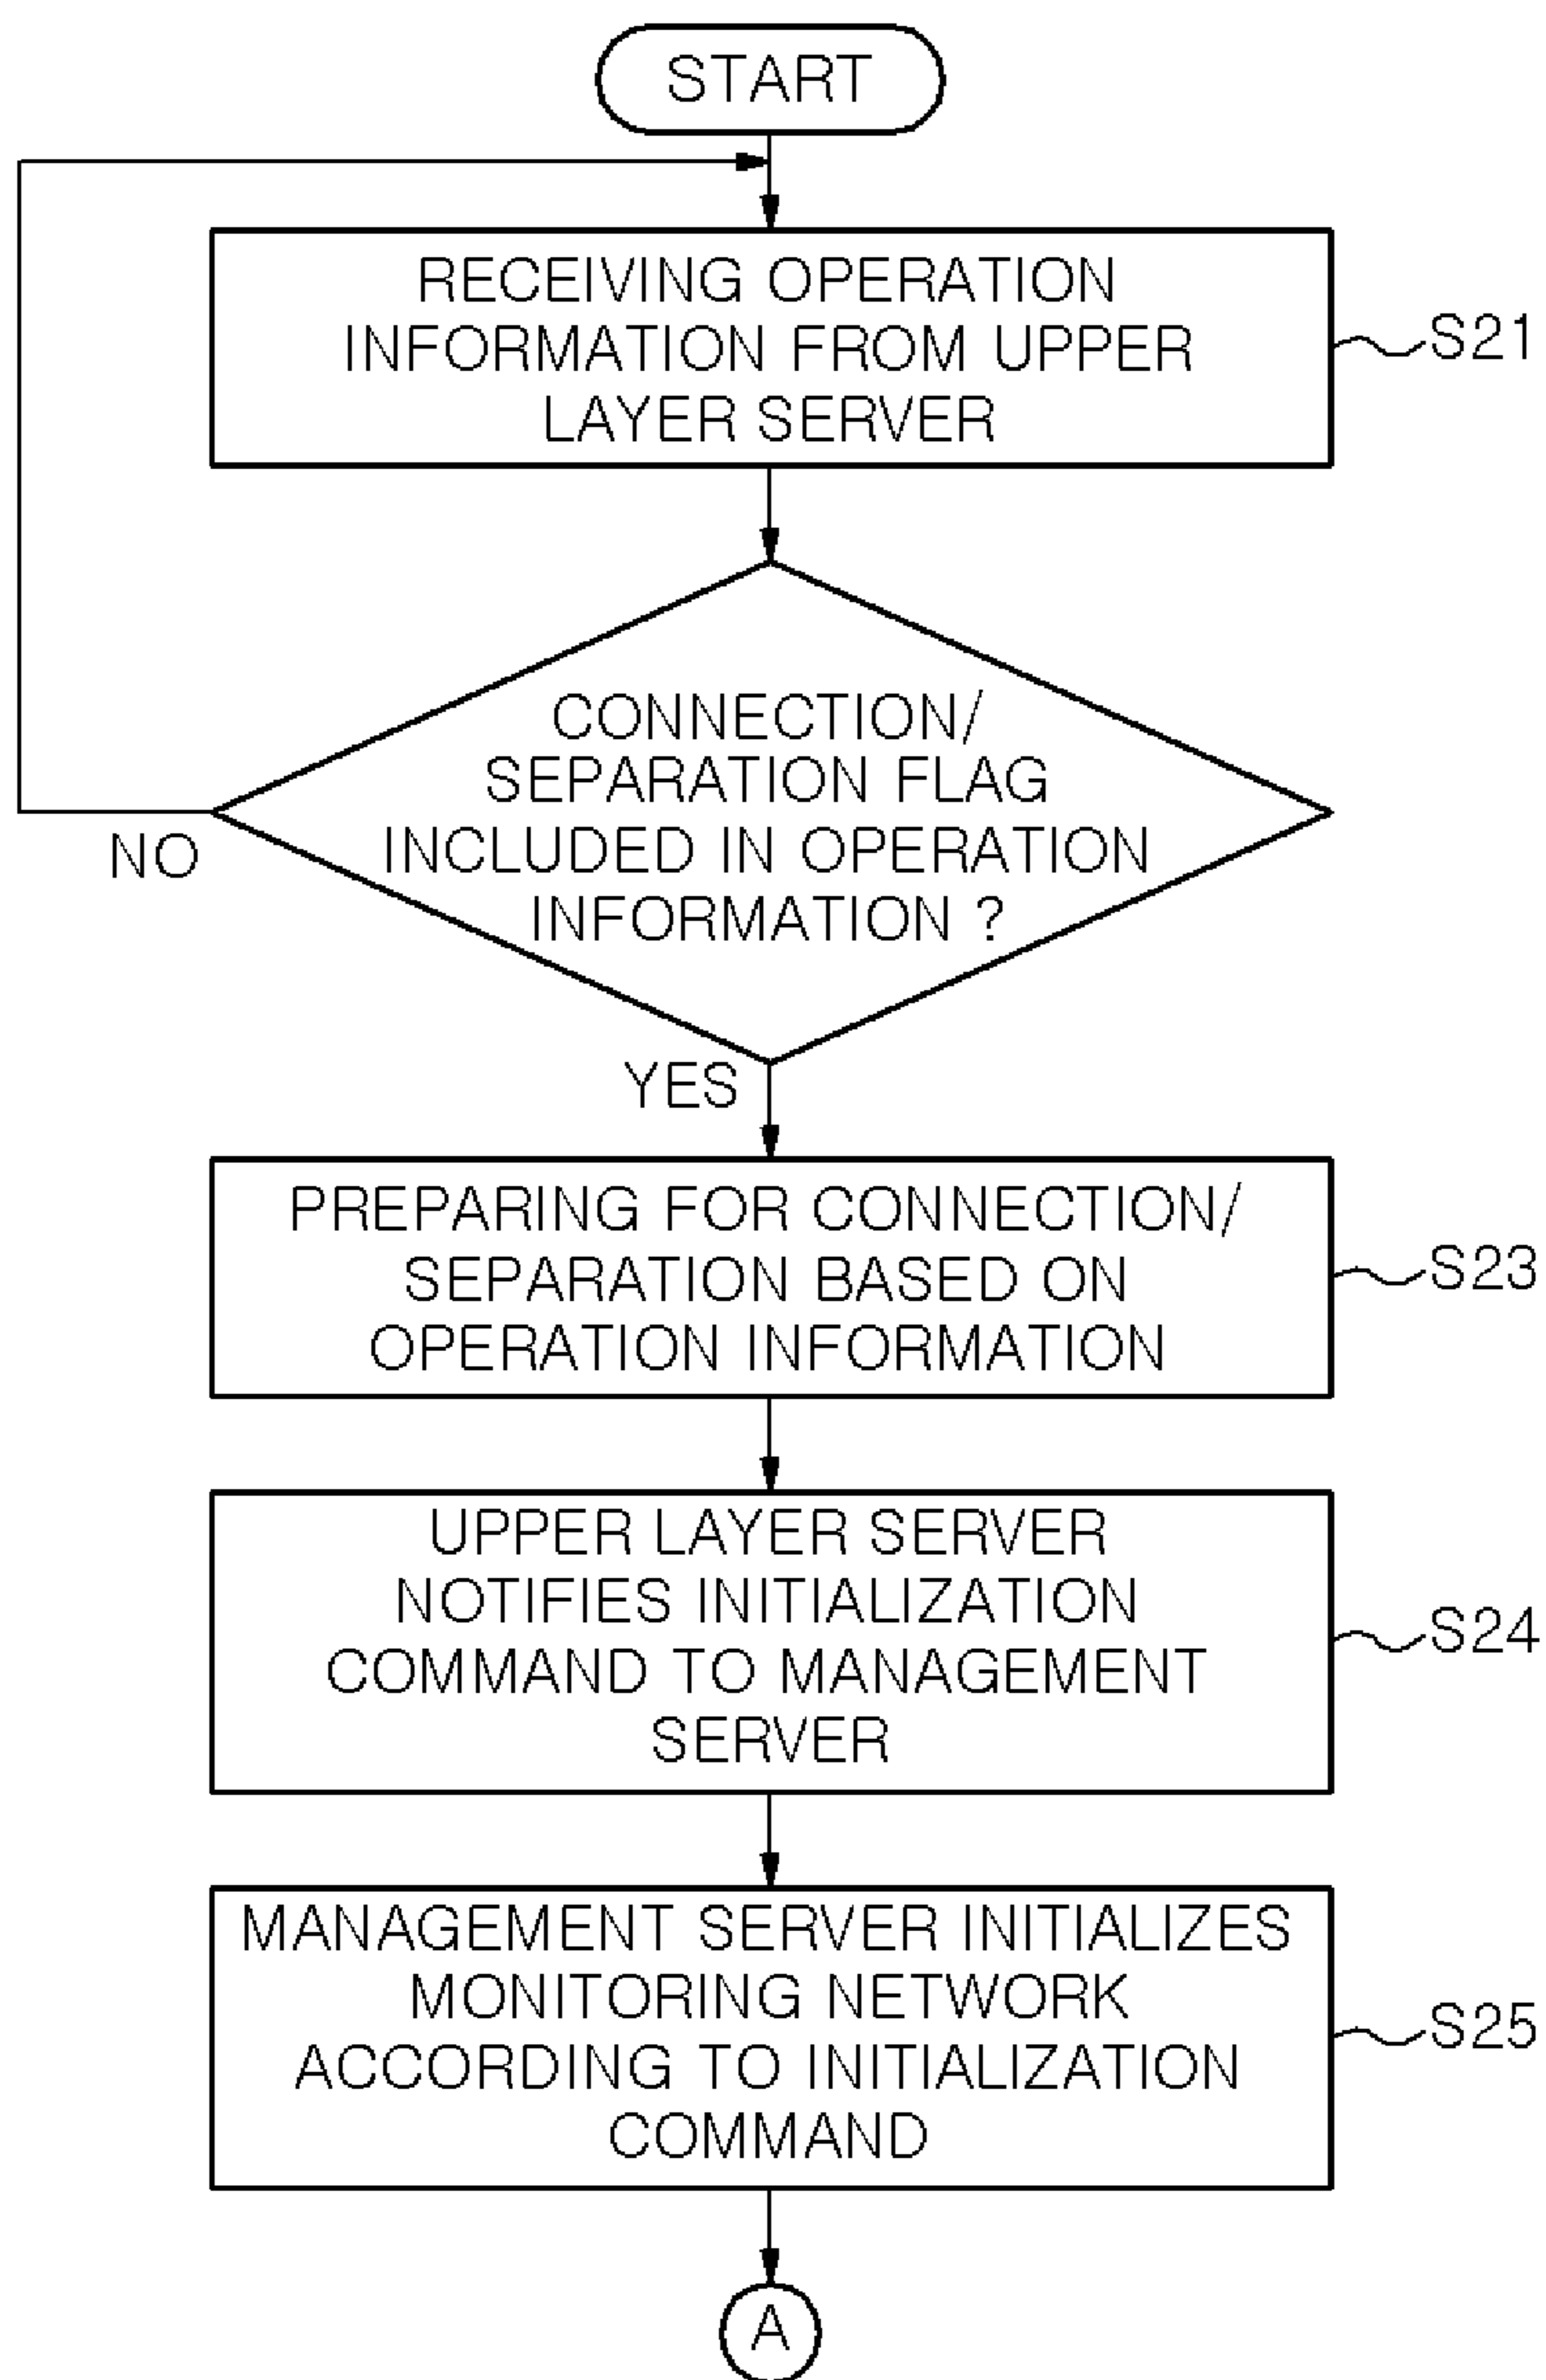 START
RECEIVING OPERATION
INFORMATION FROM UPPER
LAYER SERVER
S21
CONNECTION/
SEPARATION FLAG
INCLUDED IN OPERATION
INFORMATION ?
NO
YES
PREPARING FOR CONNECTION/
SEPARATION BASED ON
OPERATION INFORMATION
S23
UPPER LAYER SERVER
NOTIFIES INITIALIZATION
COMMAND TO MANAGEMENT
SERVER
S24
MANAGEMENT SERVER INITIALIZES
MONITORING NETWORK
ACCORDING TO INITIALIZATION
COMMAND
S25
A